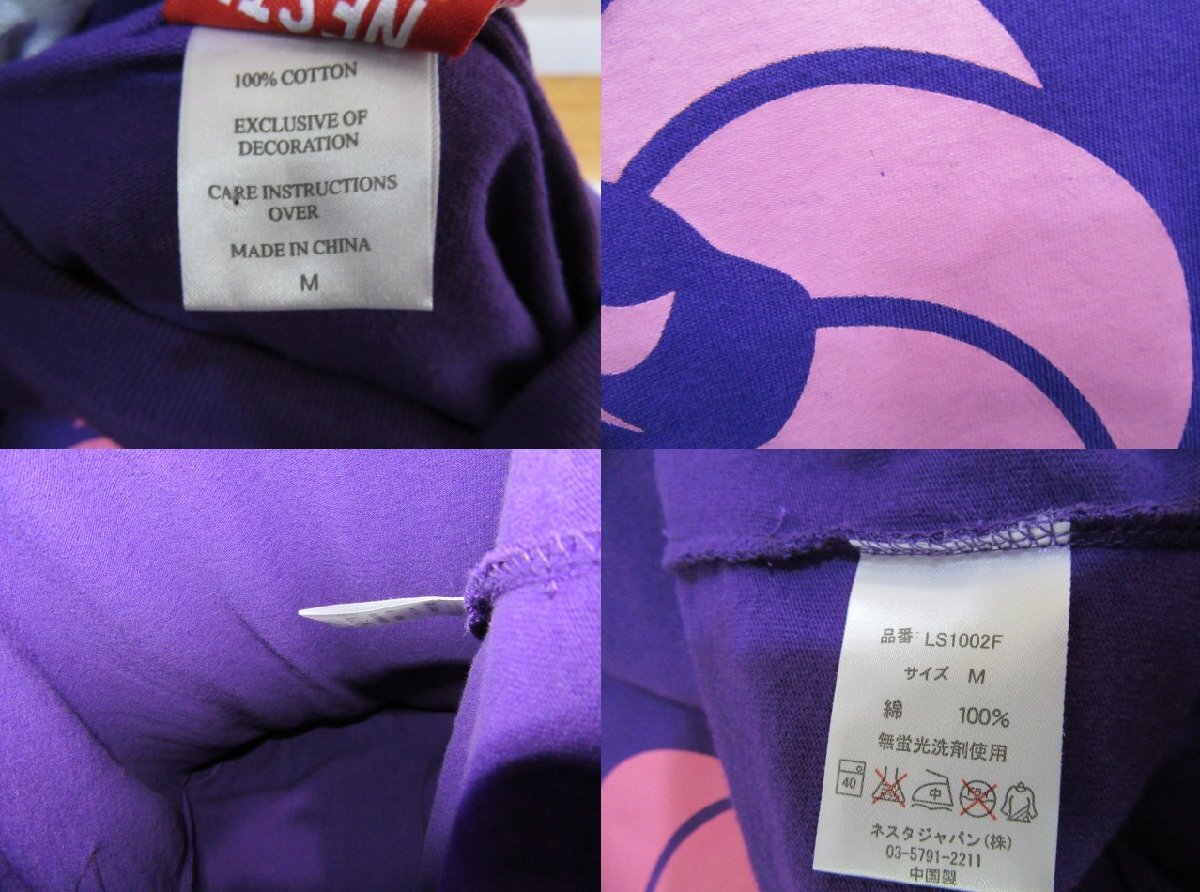 NEST
100% COTTON
EXCLUSIVE OF
DECORATION
CARE INSTRUCTIONS
OVER
MADE IN CHINA
M
品番: LS1002F
サイズ M
綿 100%
無蛍光洗剤使用
40 中
ネスタジャパン(株)
03-5791-2211
中国製